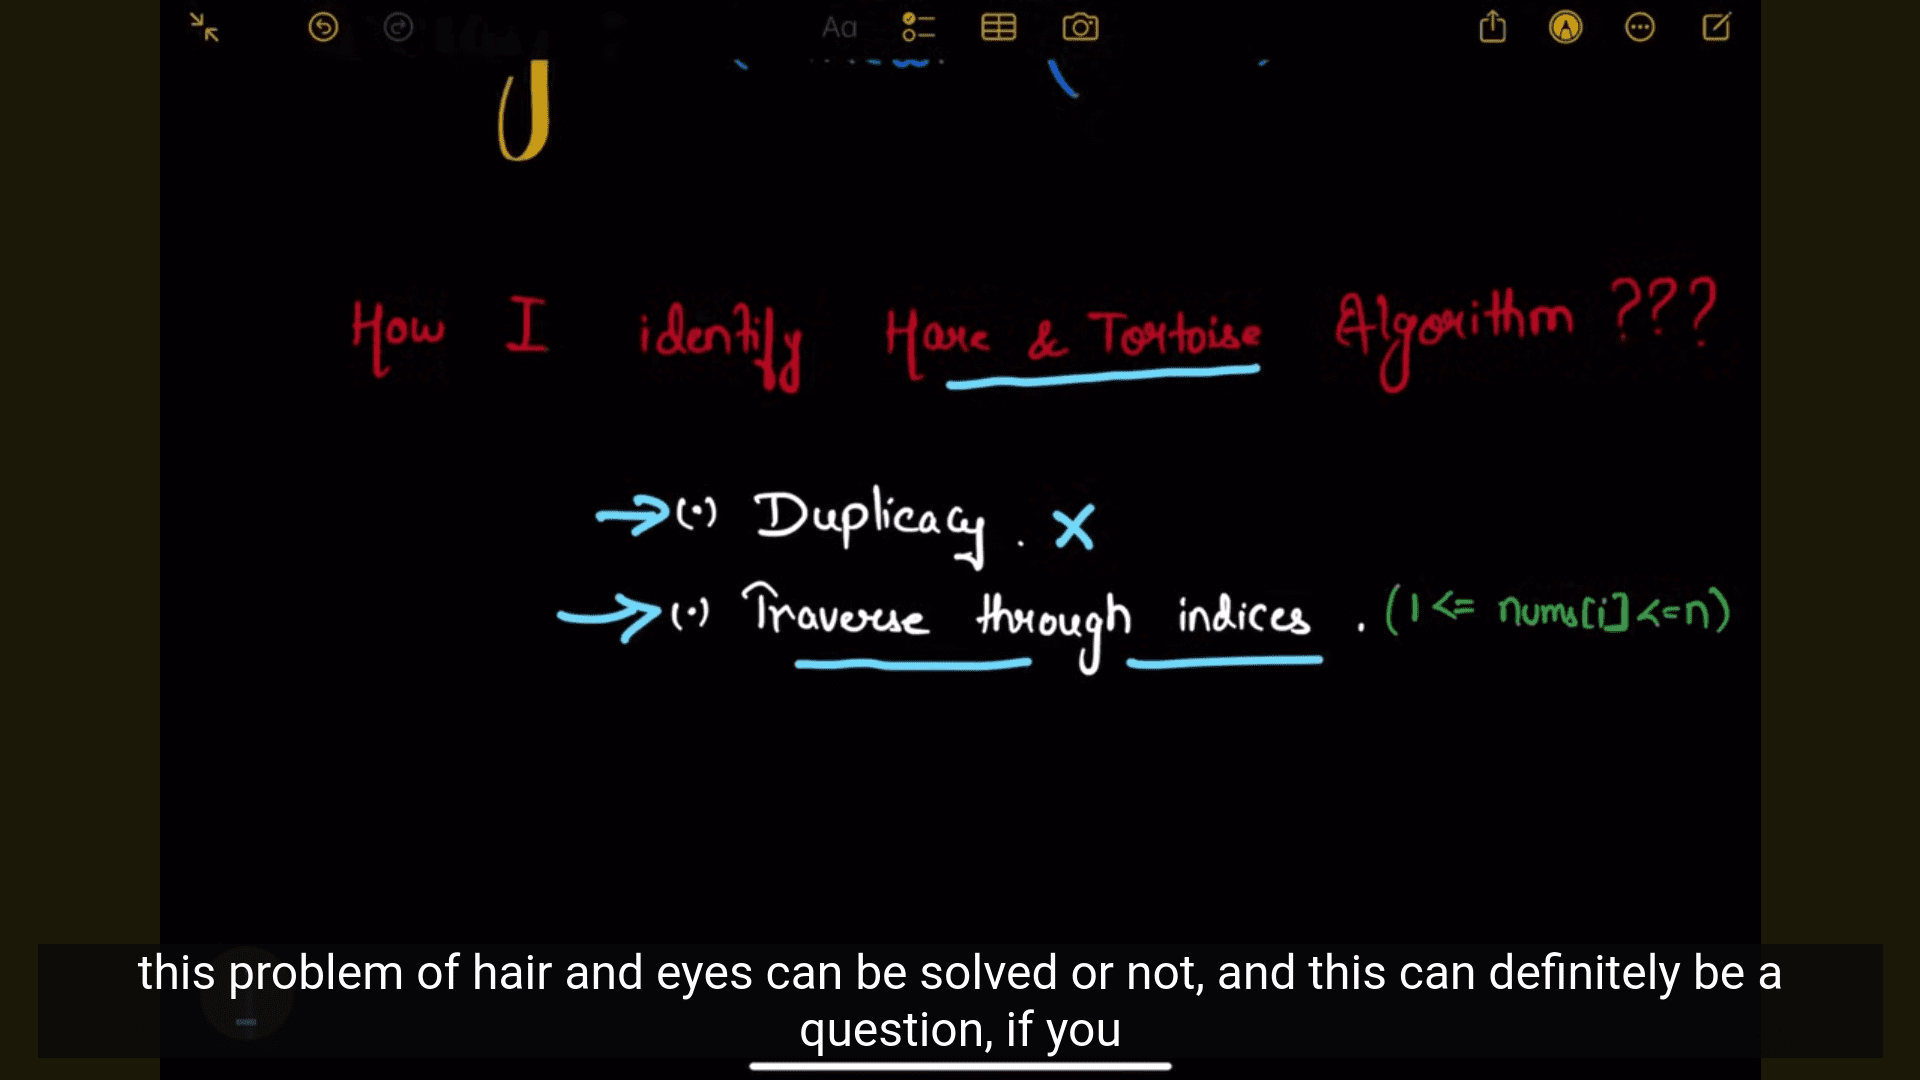 Aa
How I identify Hare & Tortoise Algorithm ???
→(·) Duplicacy . X
→(·) Traverse through indices . (1 <= nums[i] <= n)
this problem of hair and eyes can be solved or not, and this can definitely be a
question, if you